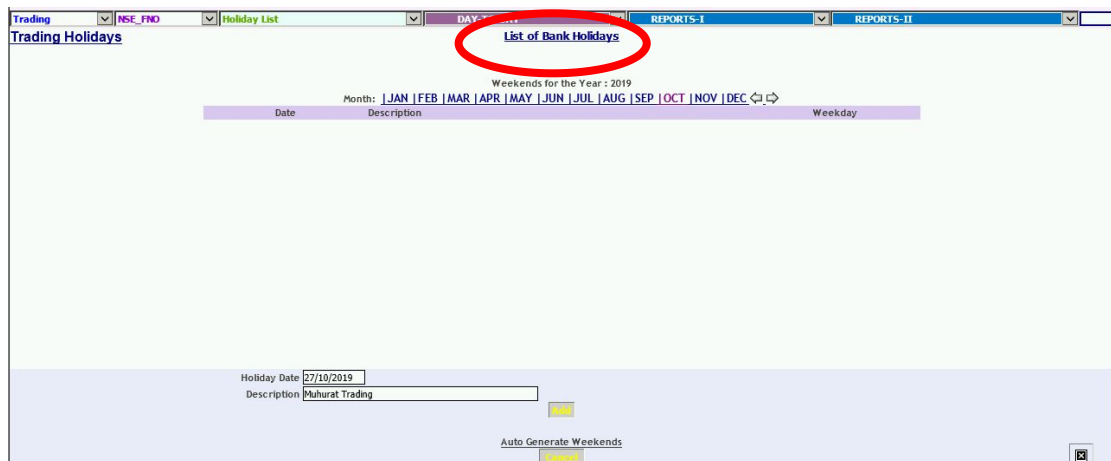 Trading NSE_FNO Holiday List REPORTS-I REPORTS-II
Trading Holidays List of Bank Holidays
Weekends for the Year : 2019
Month: |JAN |FEB |MAR |APR |MAY |JUN |JUL |AUG |SEP |OCT |NOV |DEC
Date Description Weekday
Holiday Date 27/10/2019
Description Muhurat Trading
Add
Auto Generate Weekends
Cancel